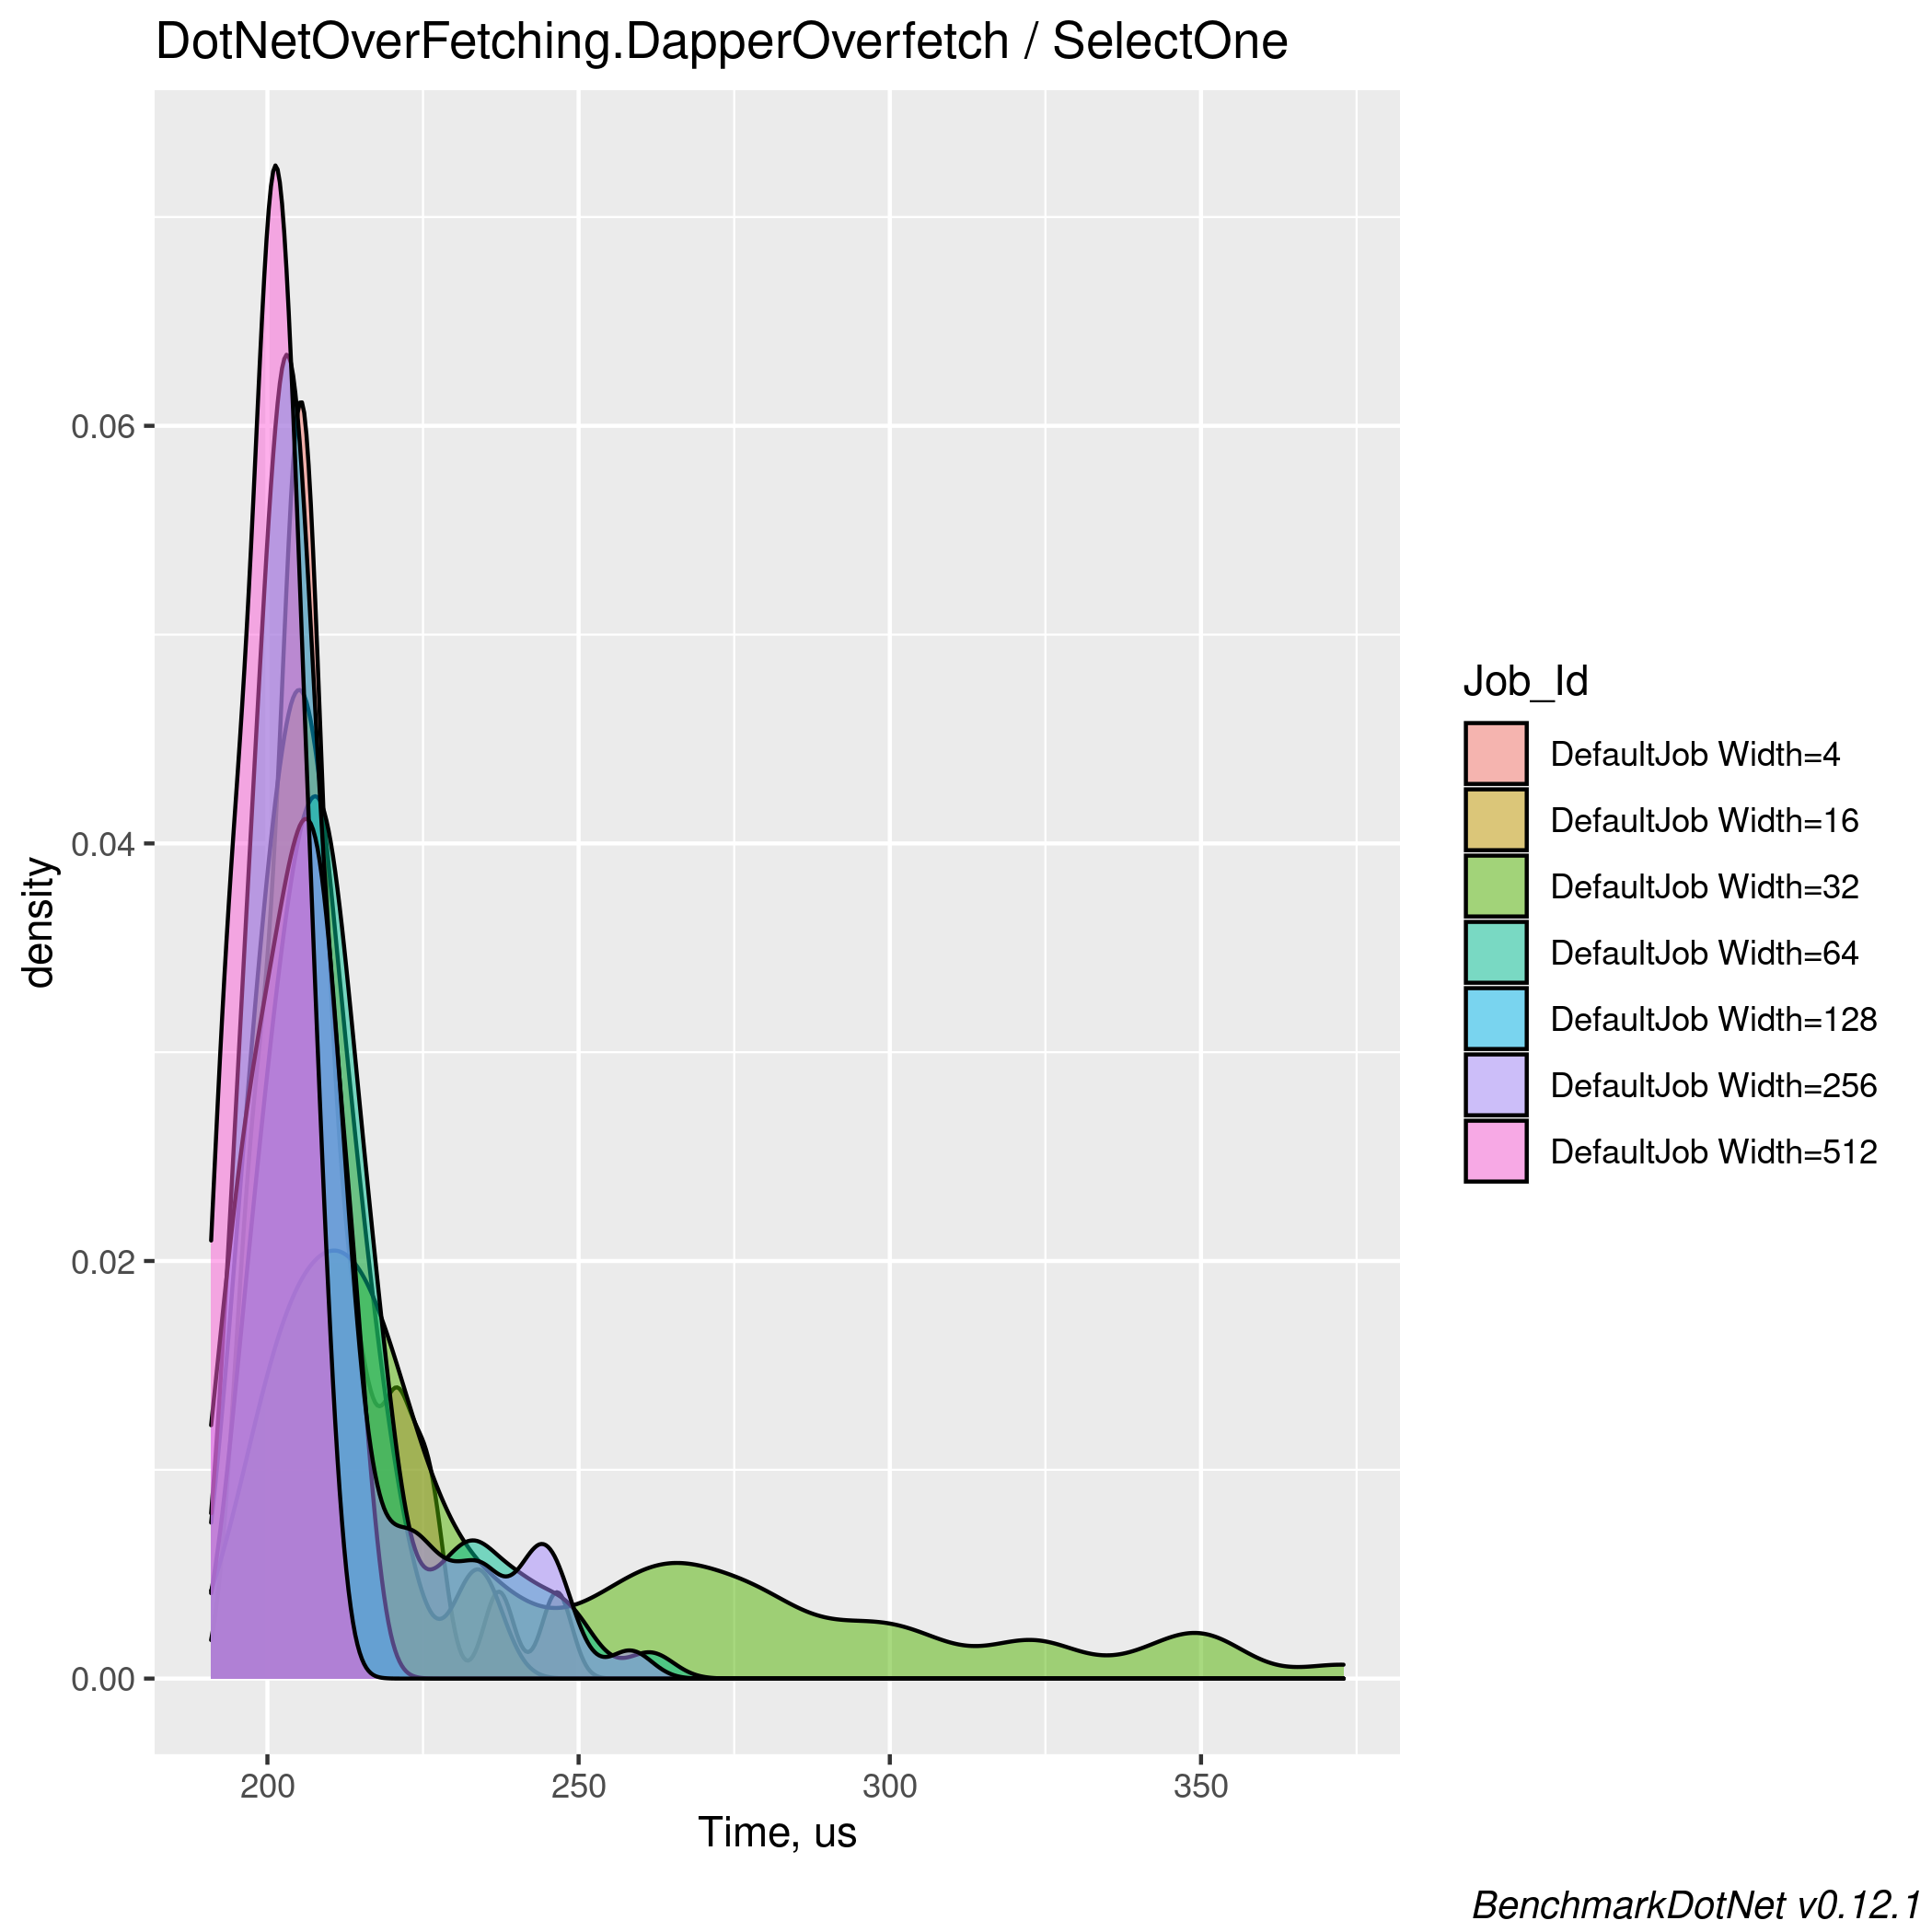 DotNetOverFetching.DapperOverfetch / SelectOne
density
0.06
0.04
0.02
0.00
200 250 300 350
Time, us
Job_Id
DefaultJob Width=4
DefaultJob Width=16
DefaultJob Width=32
DefaultJob Width=64
DefaultJob Width=128
DefaultJob Width=256
DefaultJob Width=512
BenchmarkDotNet v0.12.1